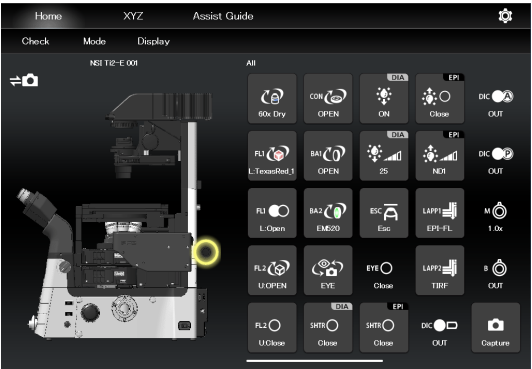 Home XYZ Assist Guide
Check Mode Display
NSI Ti2-E 001
All
60x Dry
CON
OPEN
DIA
ON
EPI
Close
DIC A
OUT
FL1
L:TexasRed_1
BA1
OPEN
DIA
25
EPI
ND1
DIC P
OUT
FL1
L:Open
BA2
EM520
ESC
Esc
LAPP1
EPI-FL
M
1.0x
FL2
U:OPEN
EYE
EYE
Close
LAPP2
TIRF
B
OUT
FL2
U:Close
DIA
SHTR
Close
EPI
SHTR
Close
DIC
OUT
Capture